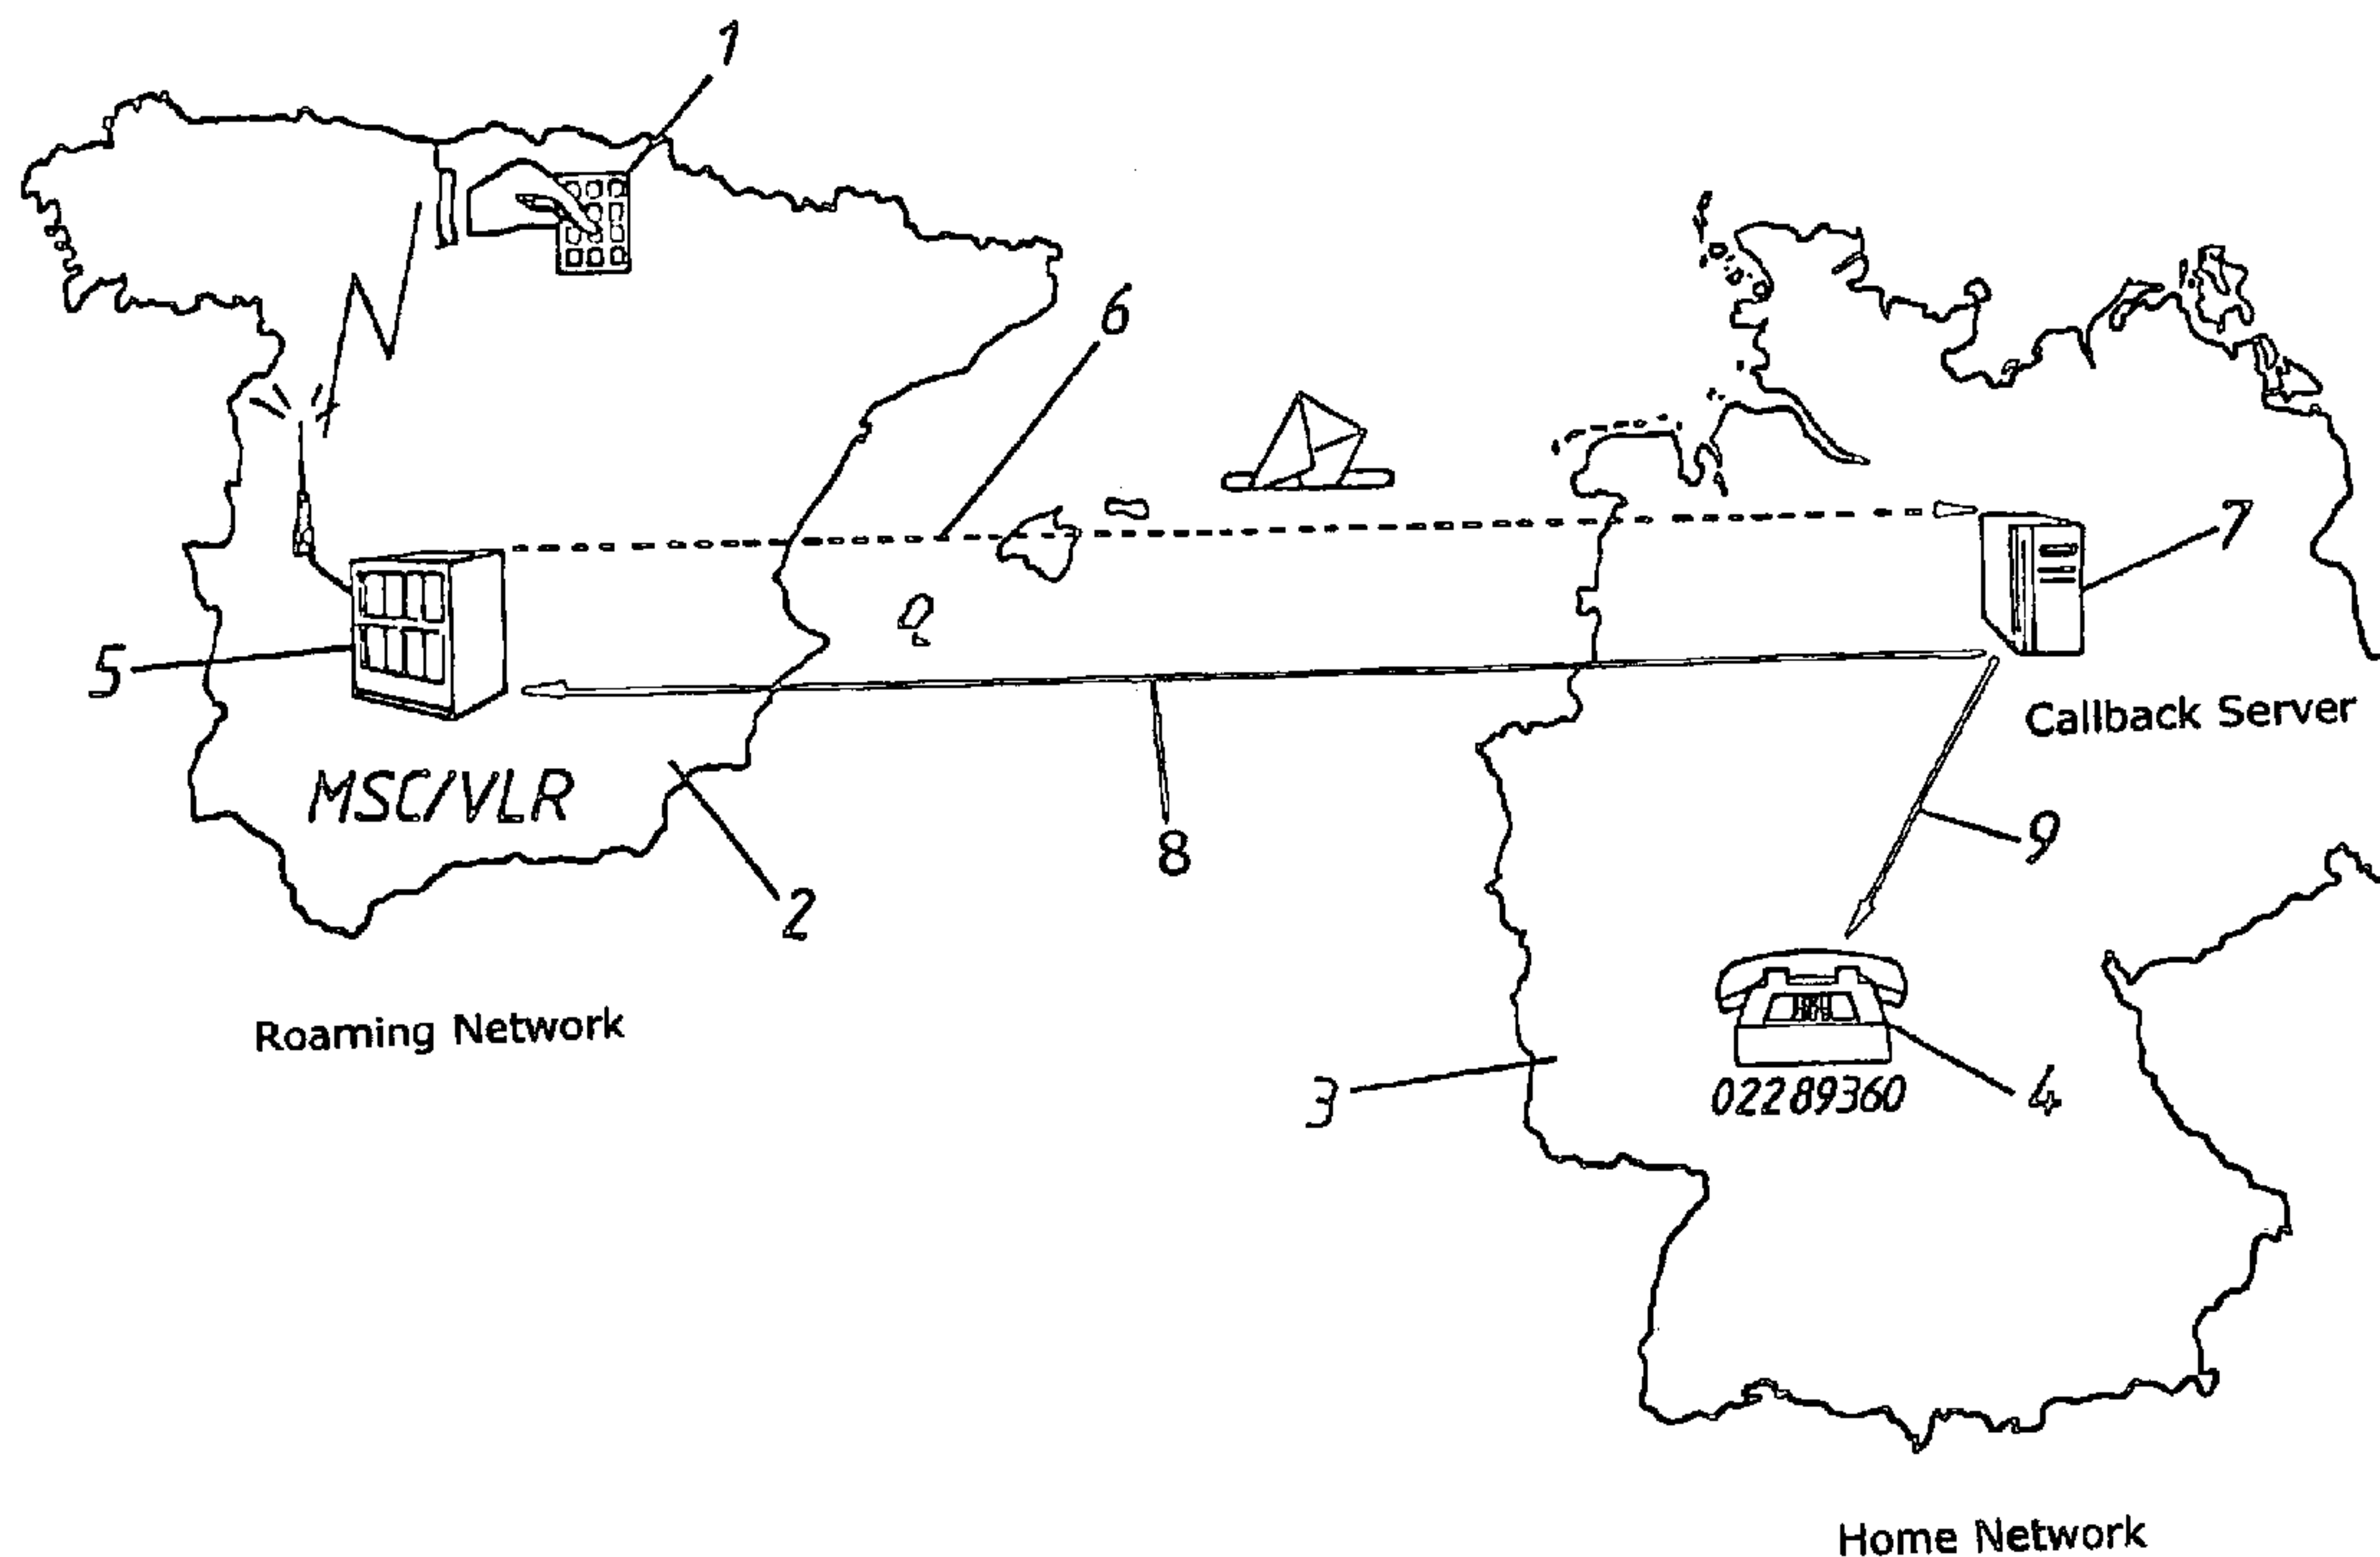 1
6
7
5
Callback Server
MSC/VLR
8
9
2
Roaming Network
3
4
02289360
Home Network